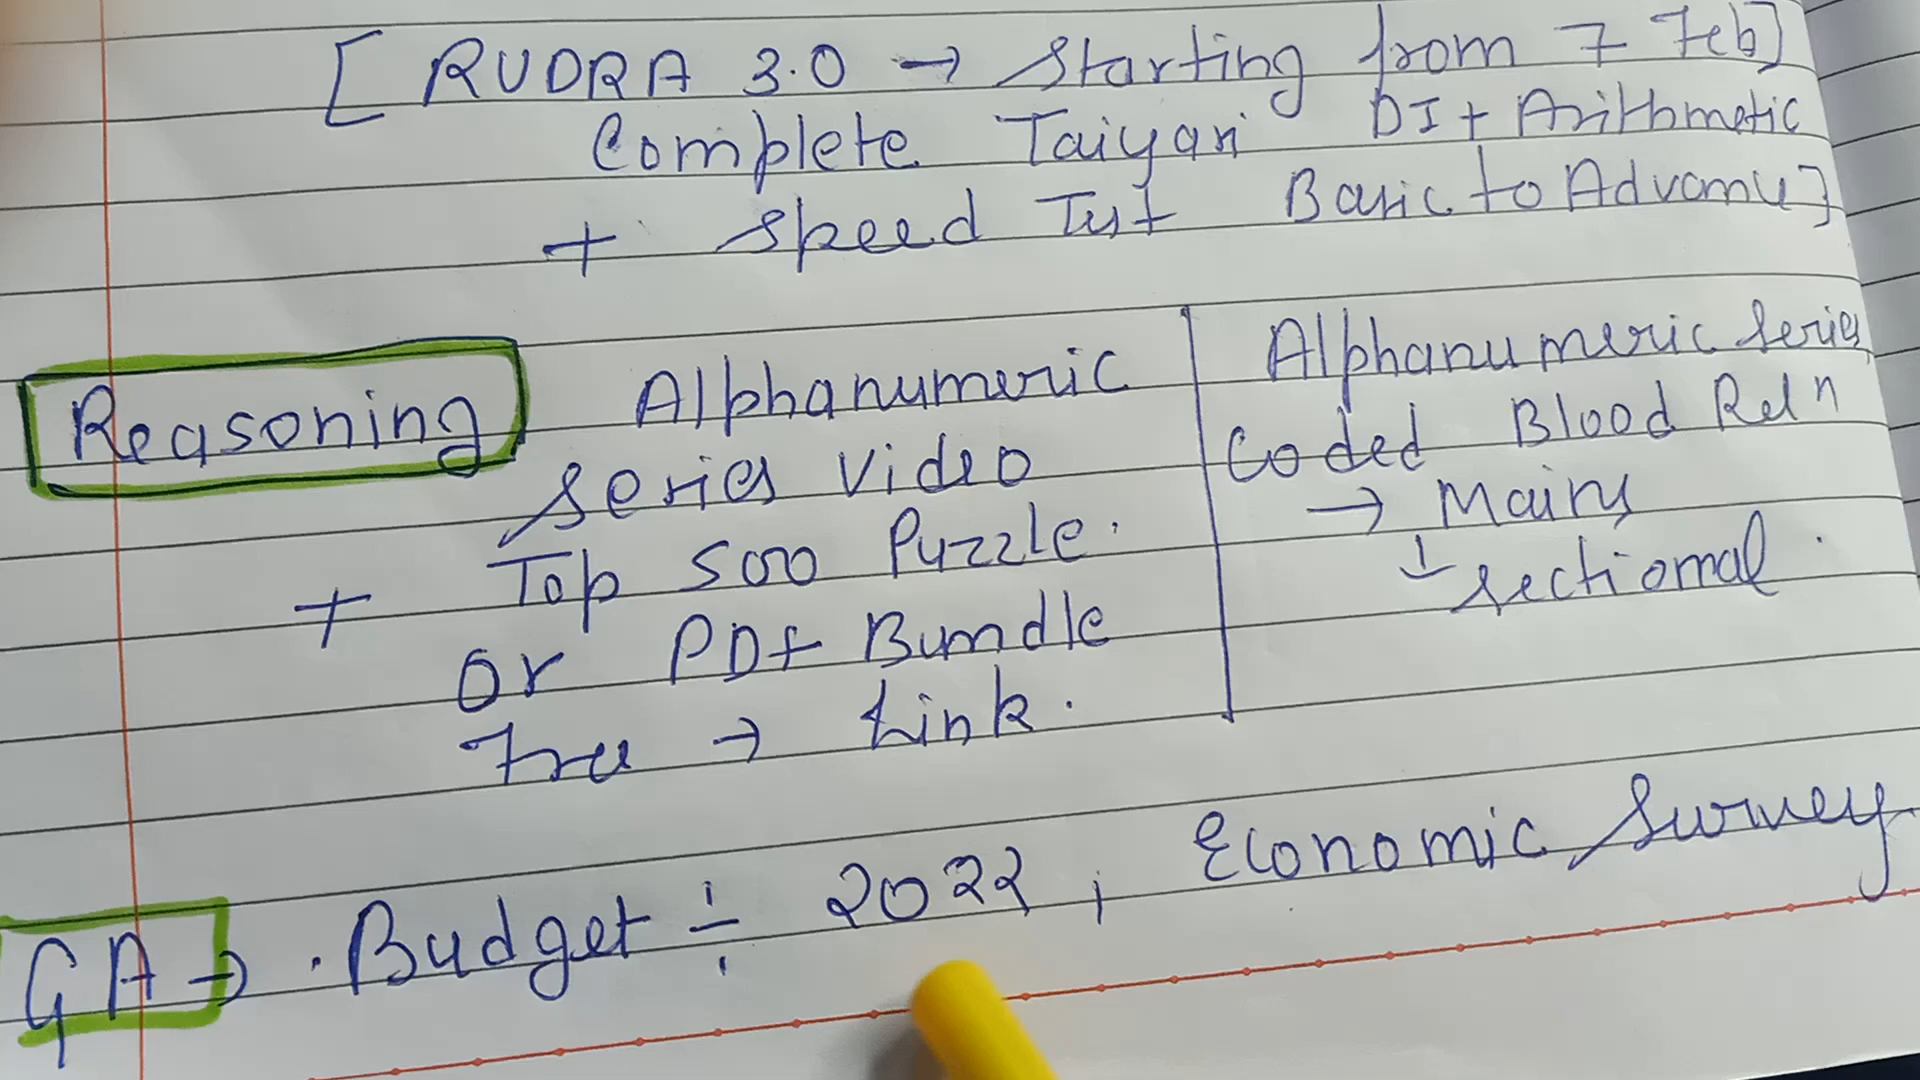 [ RUDRA 3.0 → Starting from 7 Feb]
Complete Taiyari DI + Arithmetic
+ Speed Test Basic to Advance]
Reasoning
Alphanumeric
series video
+ Top 500 Puzzle.
or PDF Bundle
Free → Link.
Alphanumeric series
Coded Blood Reln
→ Mains
+ sectional.
GA → . Budget ÷ 2022, Economic Survey